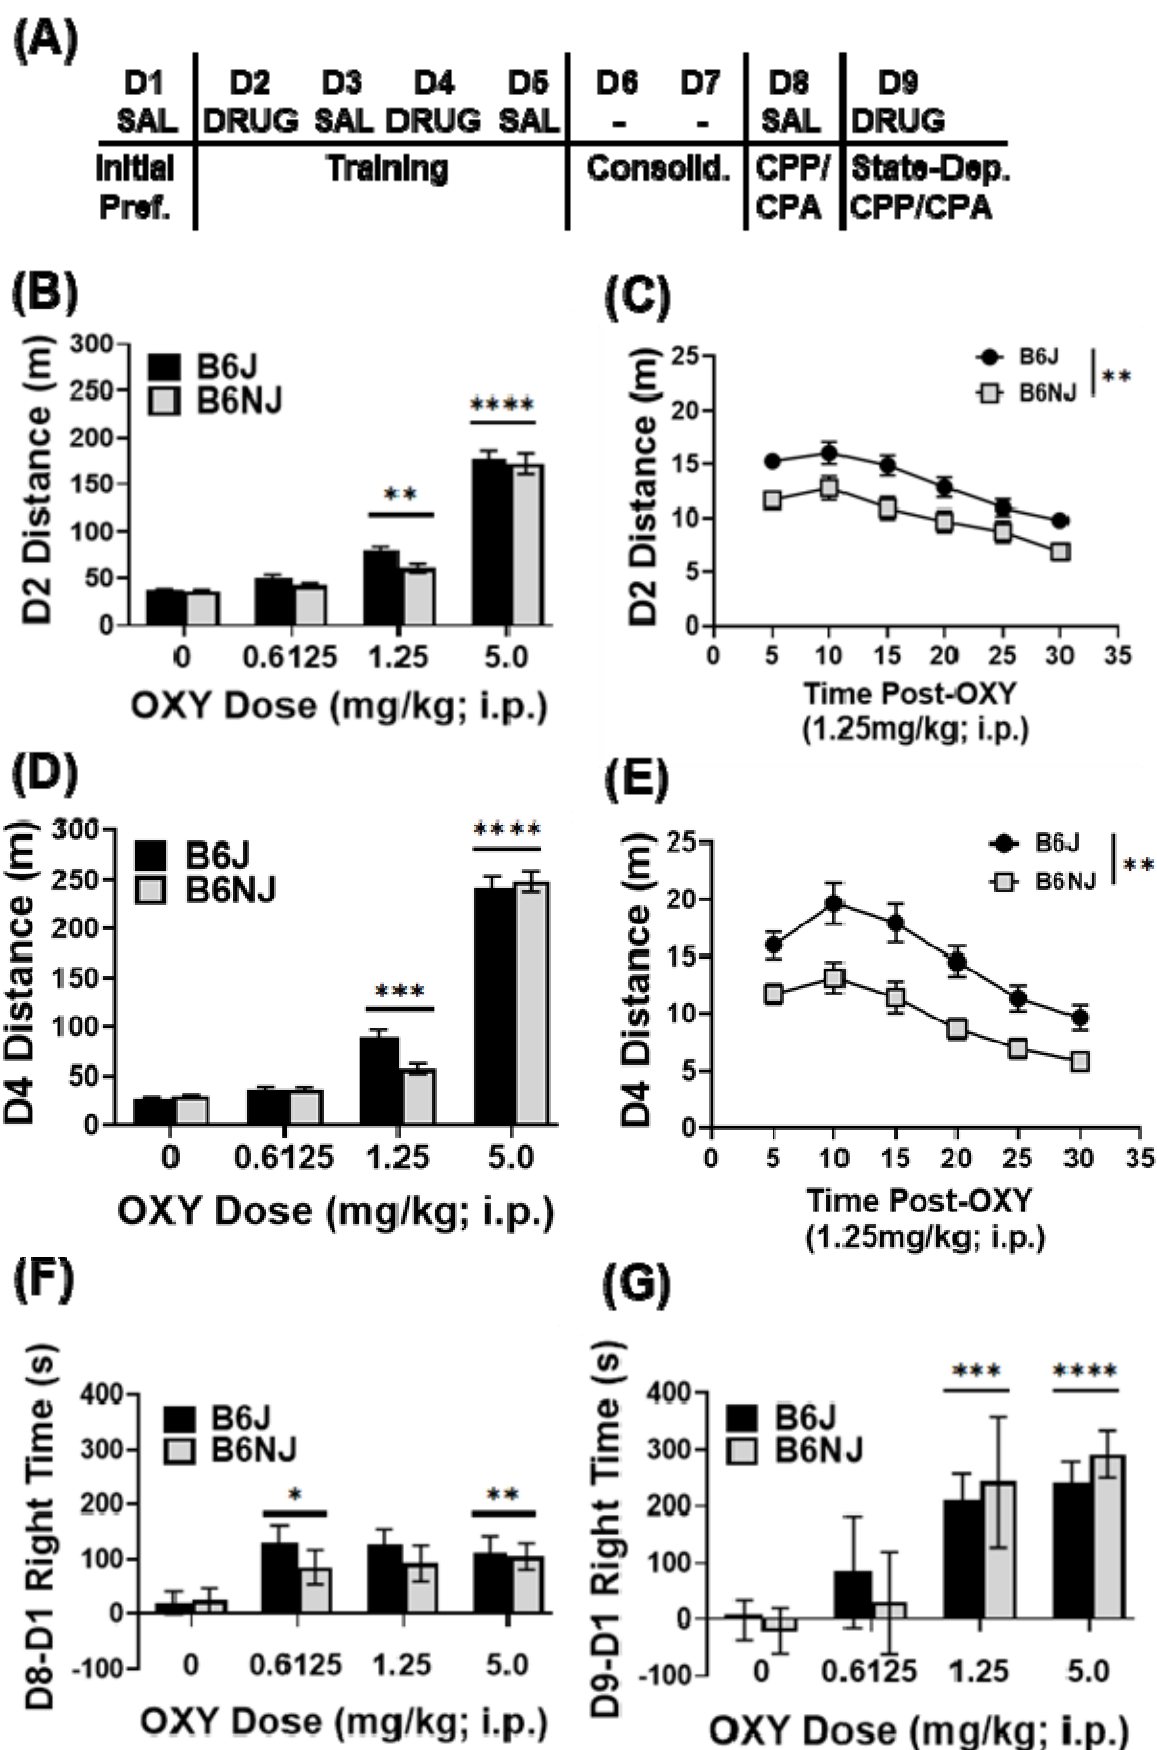 (A)
D1 D2 D3 D4 D5 D6 D7 D8 D9
SAL DRUG SAL DRUG SAL - - SAL DRUG
Initial Training Consolid. CPP/ State-Dep.
Pref. CPA CPP/CPA
(B)
D2 Distance (m)
300
250
200
150
100
50
0
B6J
B6NJ
**
****
0 0.6125 1.25 5.0
OXY Dose (mg/kg; i.p.)
(C)
D2 Distance (m)
25
20
15
10
5
0
B6J
B6NJ
**
0 5 10 15 20 25 30 35
Time Post-OXY
(1.25mg/kg; i.p.)
(D)
D4 Distance (m)
300
250
200
150
100
50
0
B6J
B6NJ
***
****
0 0.6125 1.25 5.0
OXY Dose (mg/kg; i.p.)
(E)
D4 Distance (m)
25
20
15
10
5
0
B6J
B6NJ
**
0 5 10 15 20 25 30 35
Time Post-OXY
(1.25mg/kg; i.p.)
(F)
D8-D1 Right Time (s)
400
300
200
100
0
-100
B6J
B6NJ
*
**
0 0.6125 1.25 5.0
OXY Dose (mg/kg; i.p.)
(G)
D9-D1 Right Time (s)
400
300
200
100
0
-100
B6J
B6NJ
***
****
0 0.6125 1.25 5.0
OXY Dose (mg/kg; i.p.)